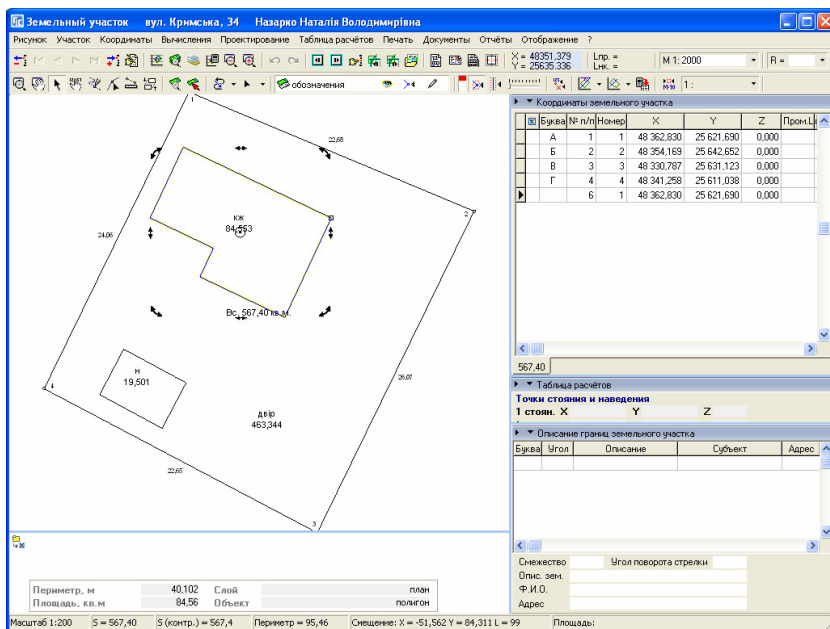 Земельный участок вул. Кримська, 34 Назарко Наталія Володимирівна
Рисунок Участок Координаты Вычисления Проектирование Таблица расчётов Печать Документы Отчёты Отображение ?
X = 48351,379
Y = 25635,336
Lпр. =
Lнк. =
M 1: 2000
R =
обозначения
1 :
Координаты земельного участка
Буква № п/п Номер X Y Z Пром.L
А 1 1 48 362,830 25 621,690 0,000
Б 2 2 48 354,169 25 642,652 0,000
В 3 3 48 330,787 25 631,123 0,000
Г 4 4 48 341,258 25 611,038 0,000
6 1 48 362,830 25 621,690 0,000
567,40
Таблица расчётов
Точки стояния и наведения
1 стоян. X Y Z
Описание границ земельного участка
Буква Угол Описание Субъект Адрес
Смежество Угол поворота стрелки
Опис. зем.
Ф.И.О.
Адрес
1
22,68
2
кж
84,553
24,06
Вс. 567,40 кв.м.
н
19,501
4
26,07
двір
463,344
22,65
3
Периметр, м 40,102 Слой план
Площадь, кв.м 84,56 Объект полигон
Масштаб 1:200 S = 567,40 S (контр.) = 567,4 Периметр = 95,46 Смещение: X = -51,562 Y = 84,311 L = 99 Площадь: